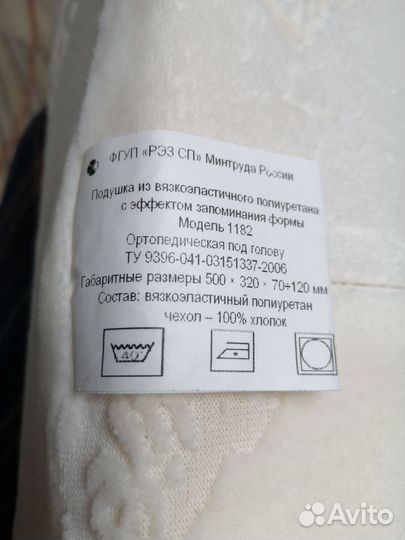 ФГУП «РЭЗ СП» Минтруда России
Подушка из вязкоэластичного полиуретана
с эффектом запоминания формы
Модель 1182
Ортопедическая под голову
ТУ 9396-041-03151337-2006
Габаритные размеры 500 × 320 × 70÷120 мм
Состав: вязкоэластичный полиуретан
чехол – 100% хлопок
40°
Avito